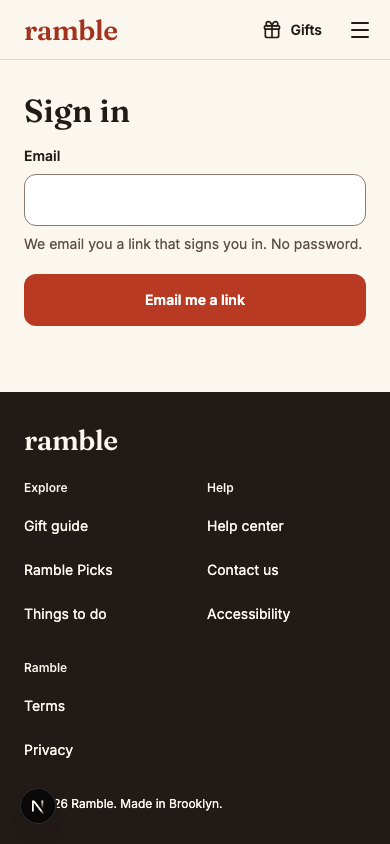 ramble
Gifts
Sign in
Email
We email you a link that signs you in. No password.
Email me a link
ramble
Explore
Help
Gift guide
Help center
Ramble Picks
Contact us
Things to do
Accessibility
Ramble
Terms
Privacy
N
26 Ramble. Made in Brooklyn.